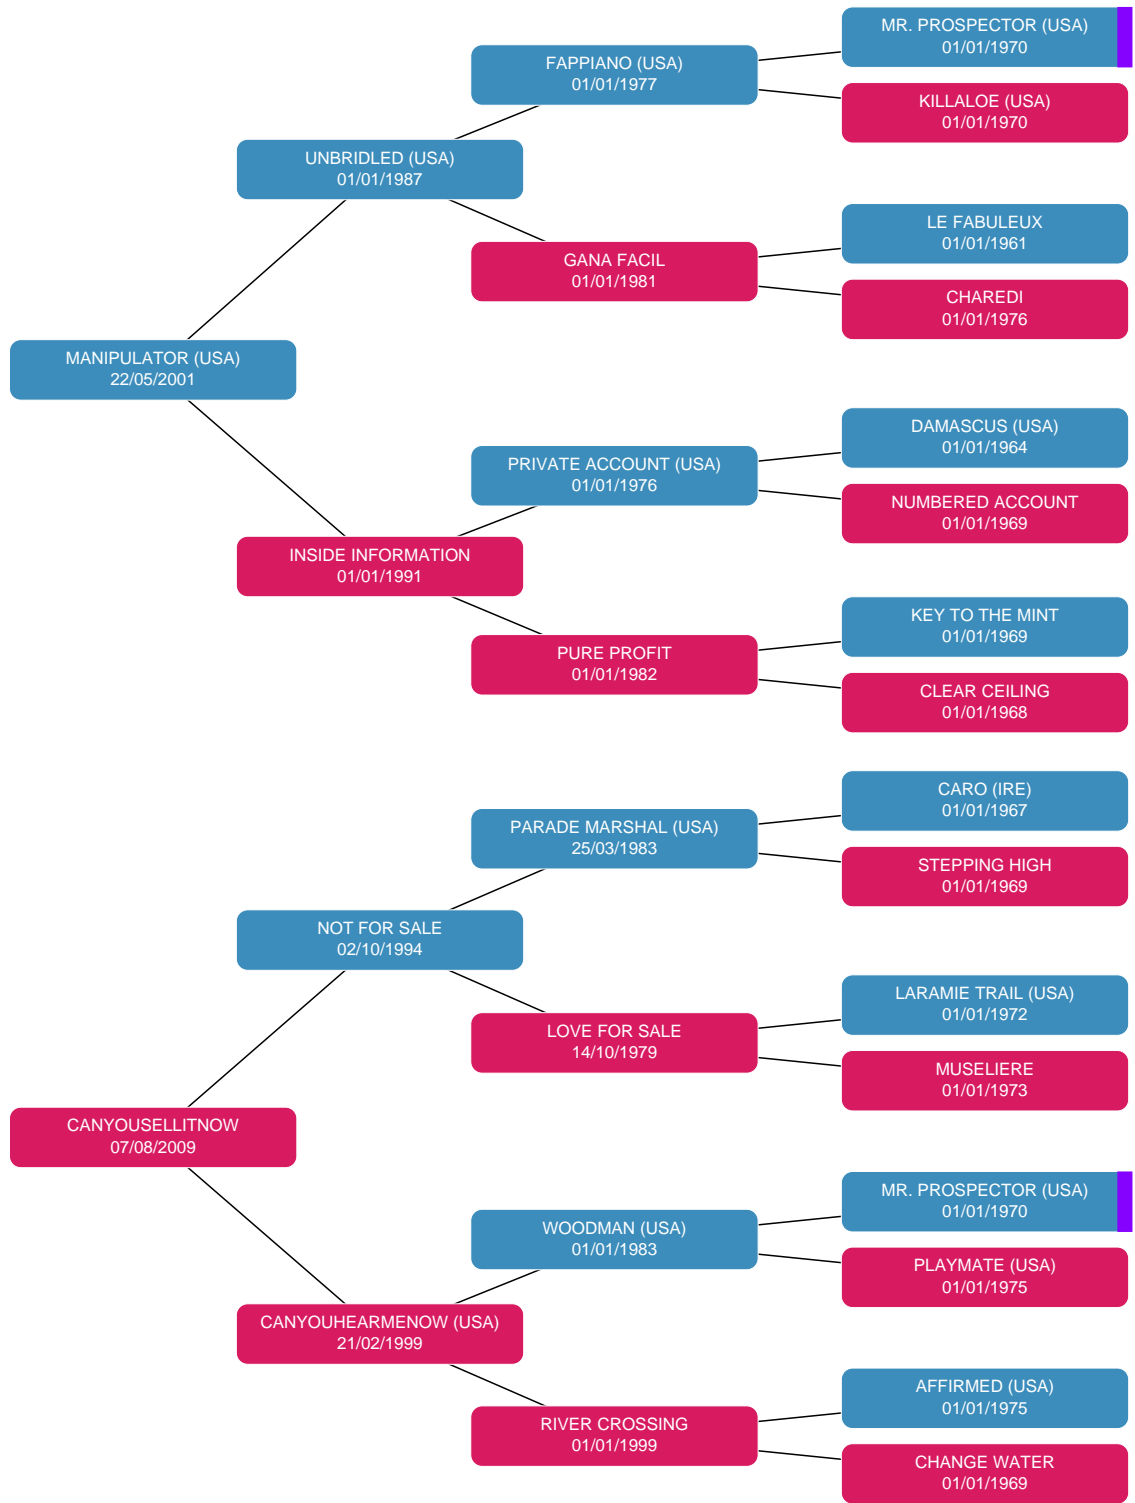 MR. PROSPECTOR (USA)
01/01/1970
FAPPIANO (USA)
01/01/1977
KILLALOE (USA)
01/01/1970
UNBRIDLED (USA)
01/01/1987
LE FABULEUX
01/01/1961
GANA FACIL
01/01/1981
CHAREDI
01/01/1976
MANIPULATOR (USA)
22/05/2001
DAMASCUS (USA)
01/01/1964
PRIVATE ACCOUNT (USA)
01/01/1976
NUMBERED ACCOUNT
01/01/1969
INSIDE INFORMATION
01/01/1991
KEY TO THE MINT
01/01/1969
PURE PROFIT
01/01/1982
CLEAR CEILING
01/01/1968
CARO (IRE)
01/01/1967
PARADE MARSHAL (USA)
25/03/1983
STEPPING HIGH
01/01/1969
NOT FOR SALE
02/10/1994
LARAMIE TRAIL (USA)
01/01/1972
LOVE FOR SALE
14/10/1979
MUSELIERE
01/01/1973
CANYOUSELLITNOW
07/08/2009
MR. PROSPECTOR (USA)
01/01/1970
WOODMAN (USA)
01/01/1983
PLAYMATE (USA)
01/01/1975
CANYOUHEARMENOW (USA)
21/02/1999
AFFIRMED (USA)
01/01/1975
RIVER CROSSING
01/01/1999
CHANGE WATER
01/01/1969